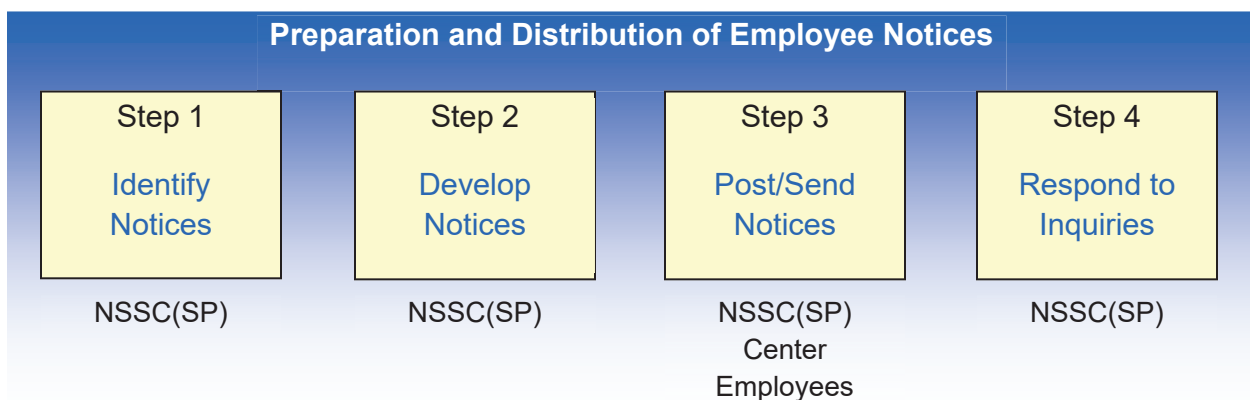 Preparation and Distribution of Employee Notices
Step 1
Identify
Notices
NSSC(SP)
Step 2
Develop
Notices
NSSC(SP)
Step 3
Post/Send
Notices
NSSC(SP)
Center
Employees
Step 4
Respond to
Inquiries
NSSC(SP)